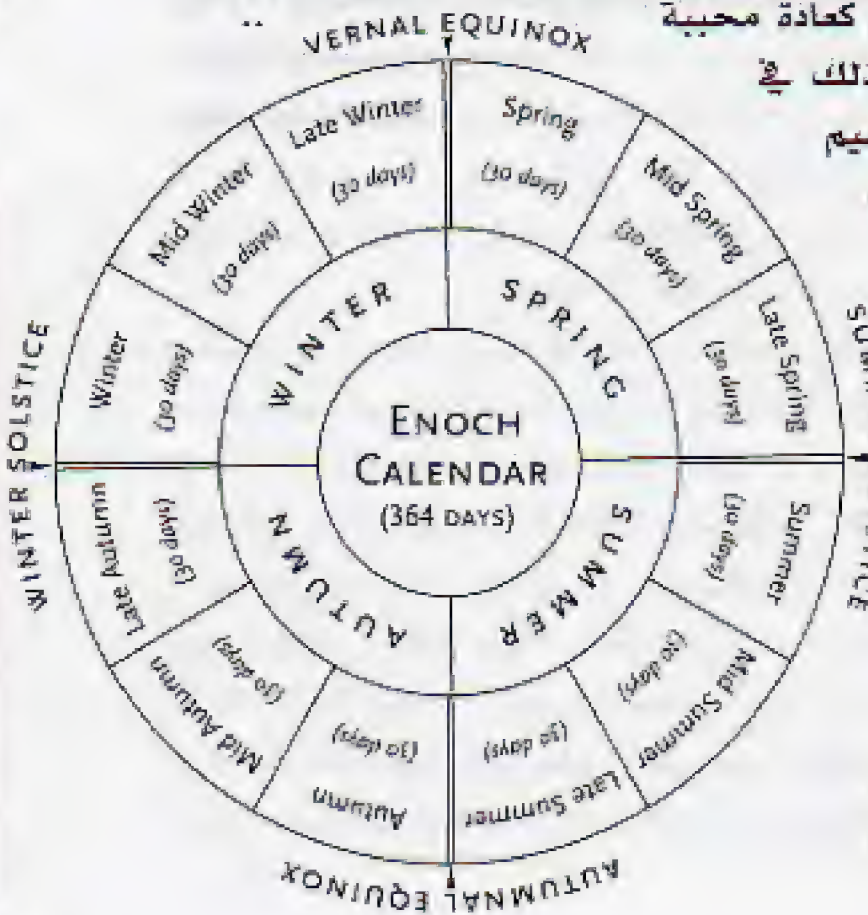 كعادة محببة
ذلك في
VERNAL EQUINOX
Spring
(30 days)
Mid Spring
(30 days)
Late Spring
(30 days)
Summer
(30 days)
Mid Summer
(30 days)
Late Summer
(30 days)
AUTUMNAL EQUINOX
Autumn
(30 days)
Mid Autumn
(30 days)
Late Autumn
(30 days)
WINTER SOLSTICE
Winter
(30 days)
Mid Winter
(30 days)
Late Winter
(30 days)
SPRING
SUMMER
AUTUMN
WINTER
ENOCH
CALENDAR
(364 DAYS)